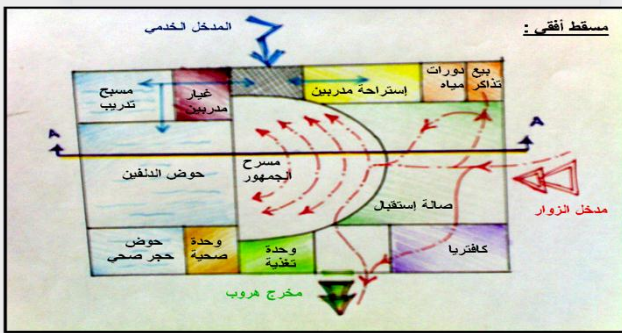 مسقط أفقي :
المدخل الخدمي
مسبح
تدريب
غيار
مدربين
إستراحة مدربين
دورات
مياه
بيع
تذاكر
A
A
حوض الدلفين
مسرح
الجمهور
صالة إستقبال
مدخل الزوار
حوض
حجر صحي
وحدة
صحية
وحدة
تغذية
كافتريا
مخرج هروب